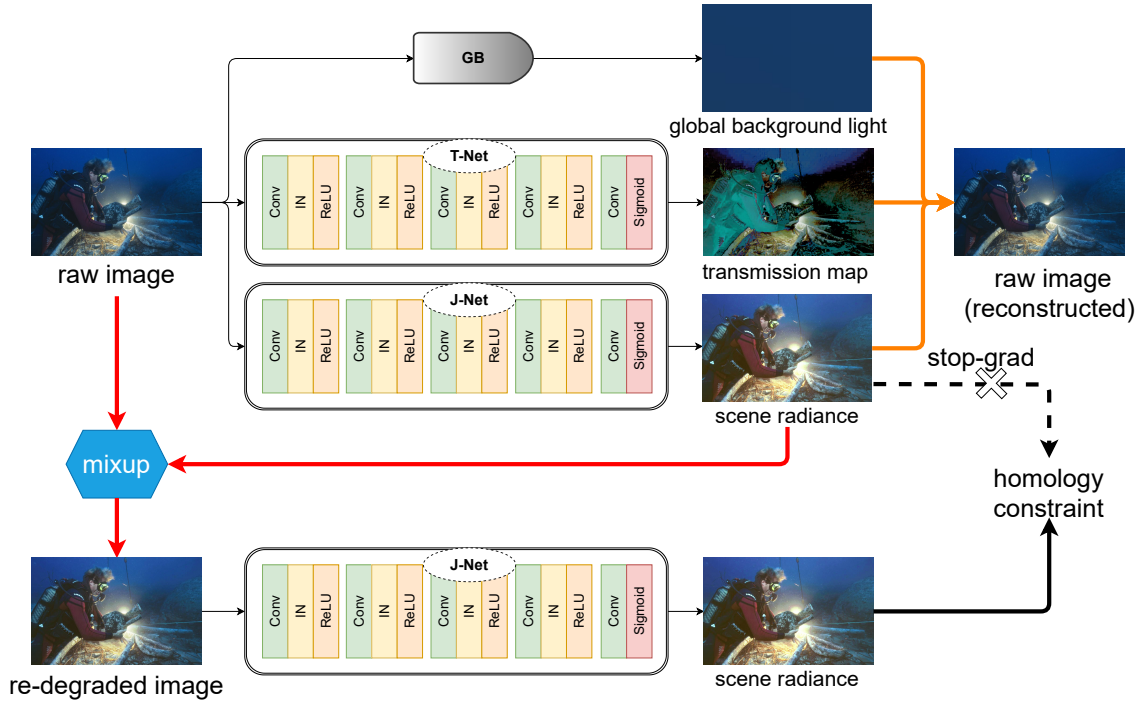 GB
global background light
T-Net
Conv
IN
ReLU
Conv
IN
ReLU
Conv
IN
ReLU
Conv
IN
ReLU
Conv
Sigmoid
raw image
transmission map
raw image
(reconstructed)
J-Net
Conv
IN
ReLU
Conv
IN
ReLU
Conv
IN
ReLU
Conv
IN
ReLU
Conv
Sigmoid
scene radiance
stop-grad
mixup
homology
constraint
J-Net
Conv
IN
ReLU
Conv
IN
ReLU
Conv
IN
ReLU
Conv
IN
ReLU
Conv
Sigmoid
re-degraded image
scene radiance